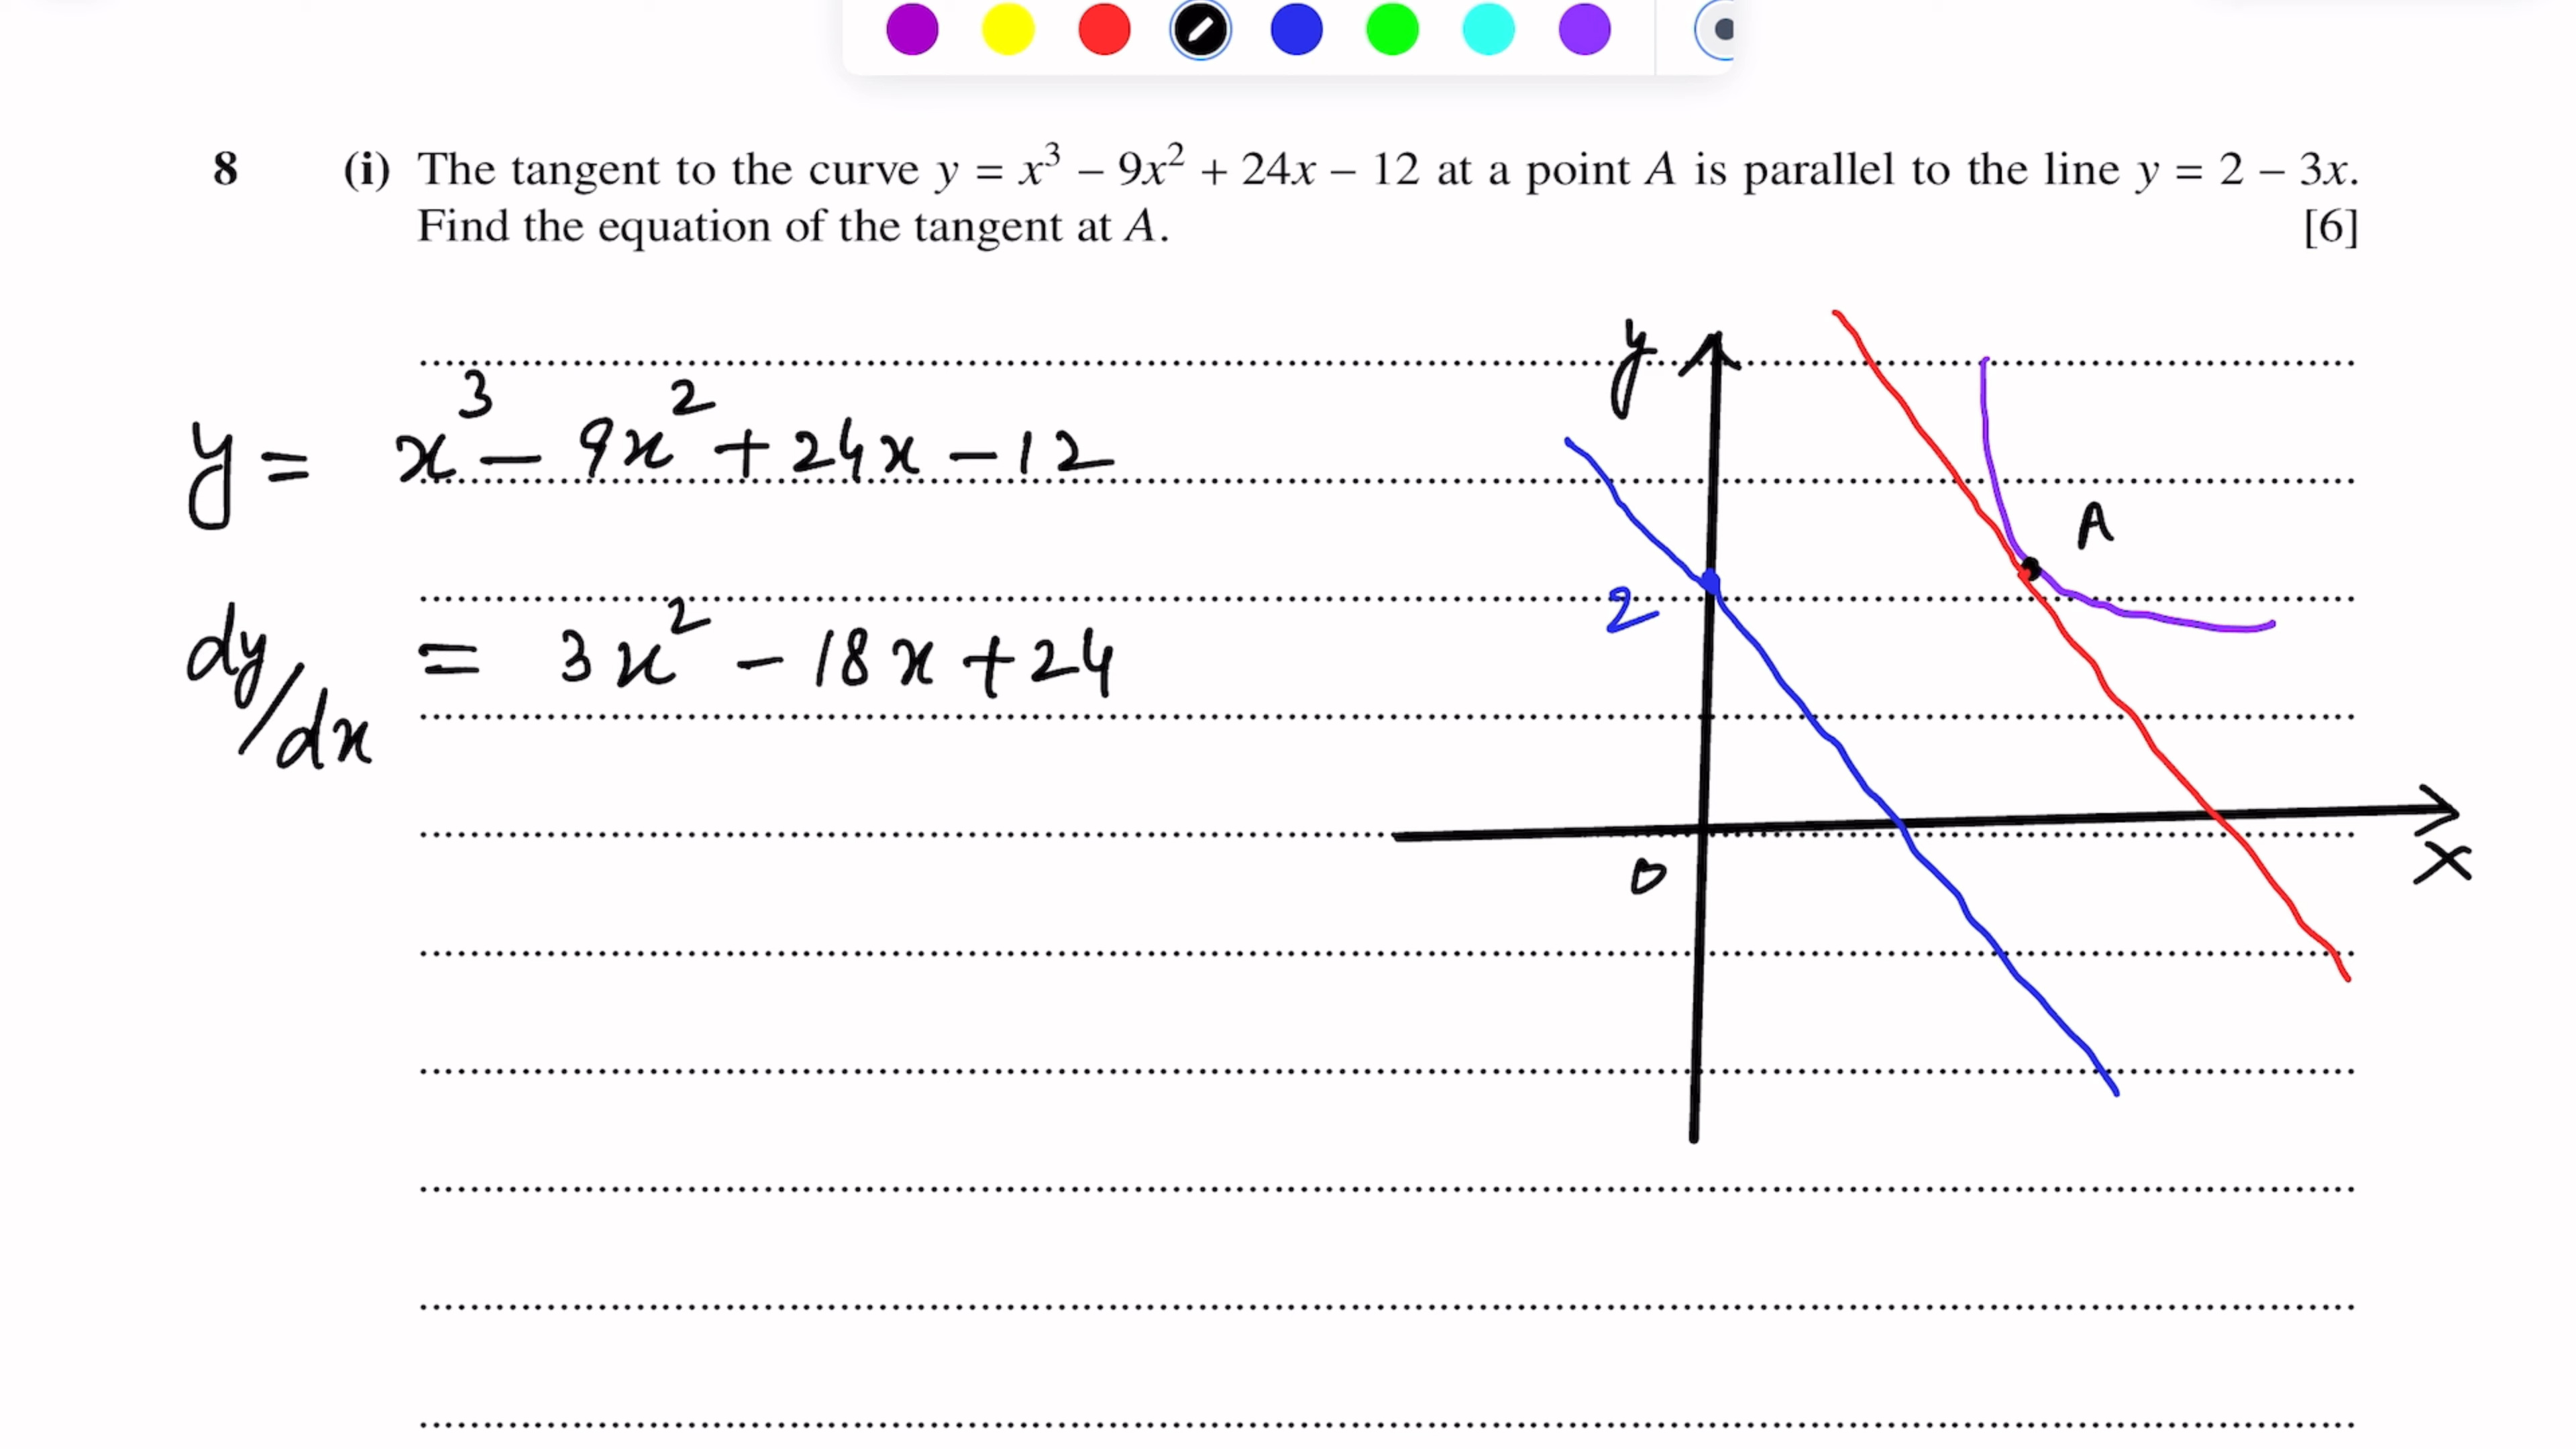 8 (i) The tangent to the curve y = x³ – 9x² + 24x – 12 at a point A is parallel to the line y = 2 – 3x.
Find the equation of the tangent at A. [6]
y = x³ – 9x² + 24x – 12
dy/dx = 3x² – 18x + 24
y
A
2
0
x